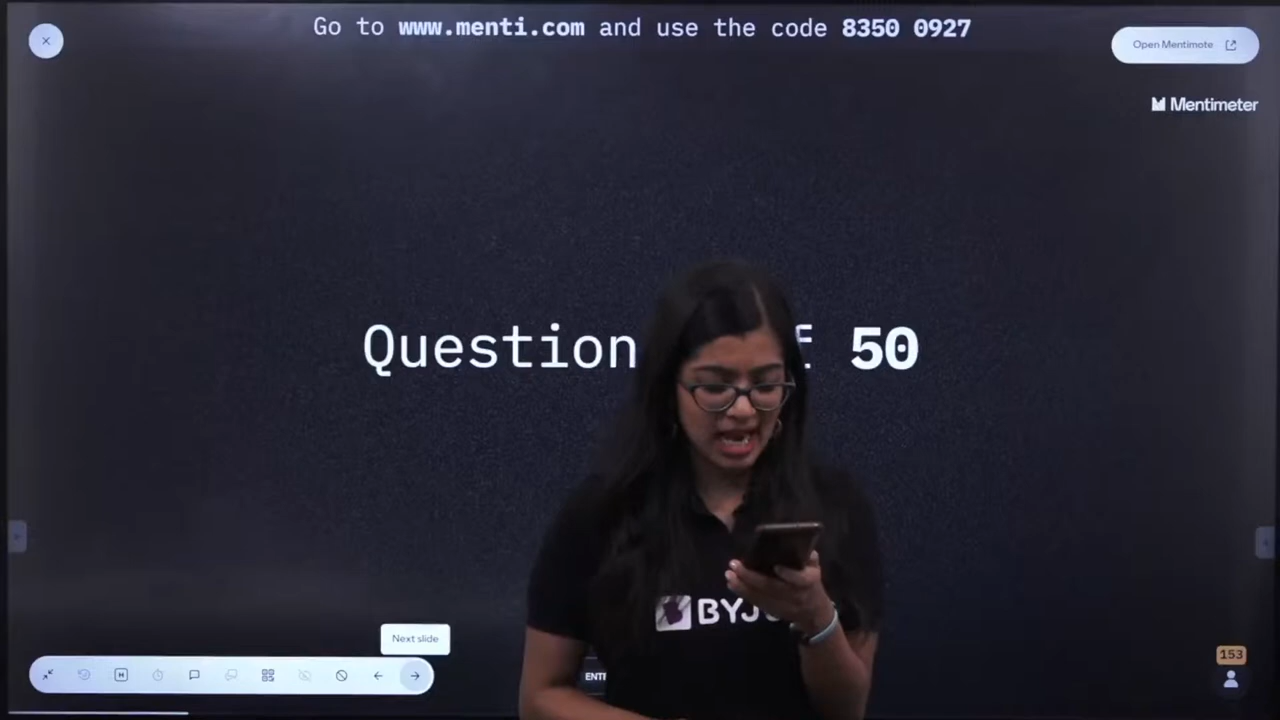 Go to www.menti.com and use the code 8350 0927
Open Mentimote
Mentimeter
Question 50
Next slide
153